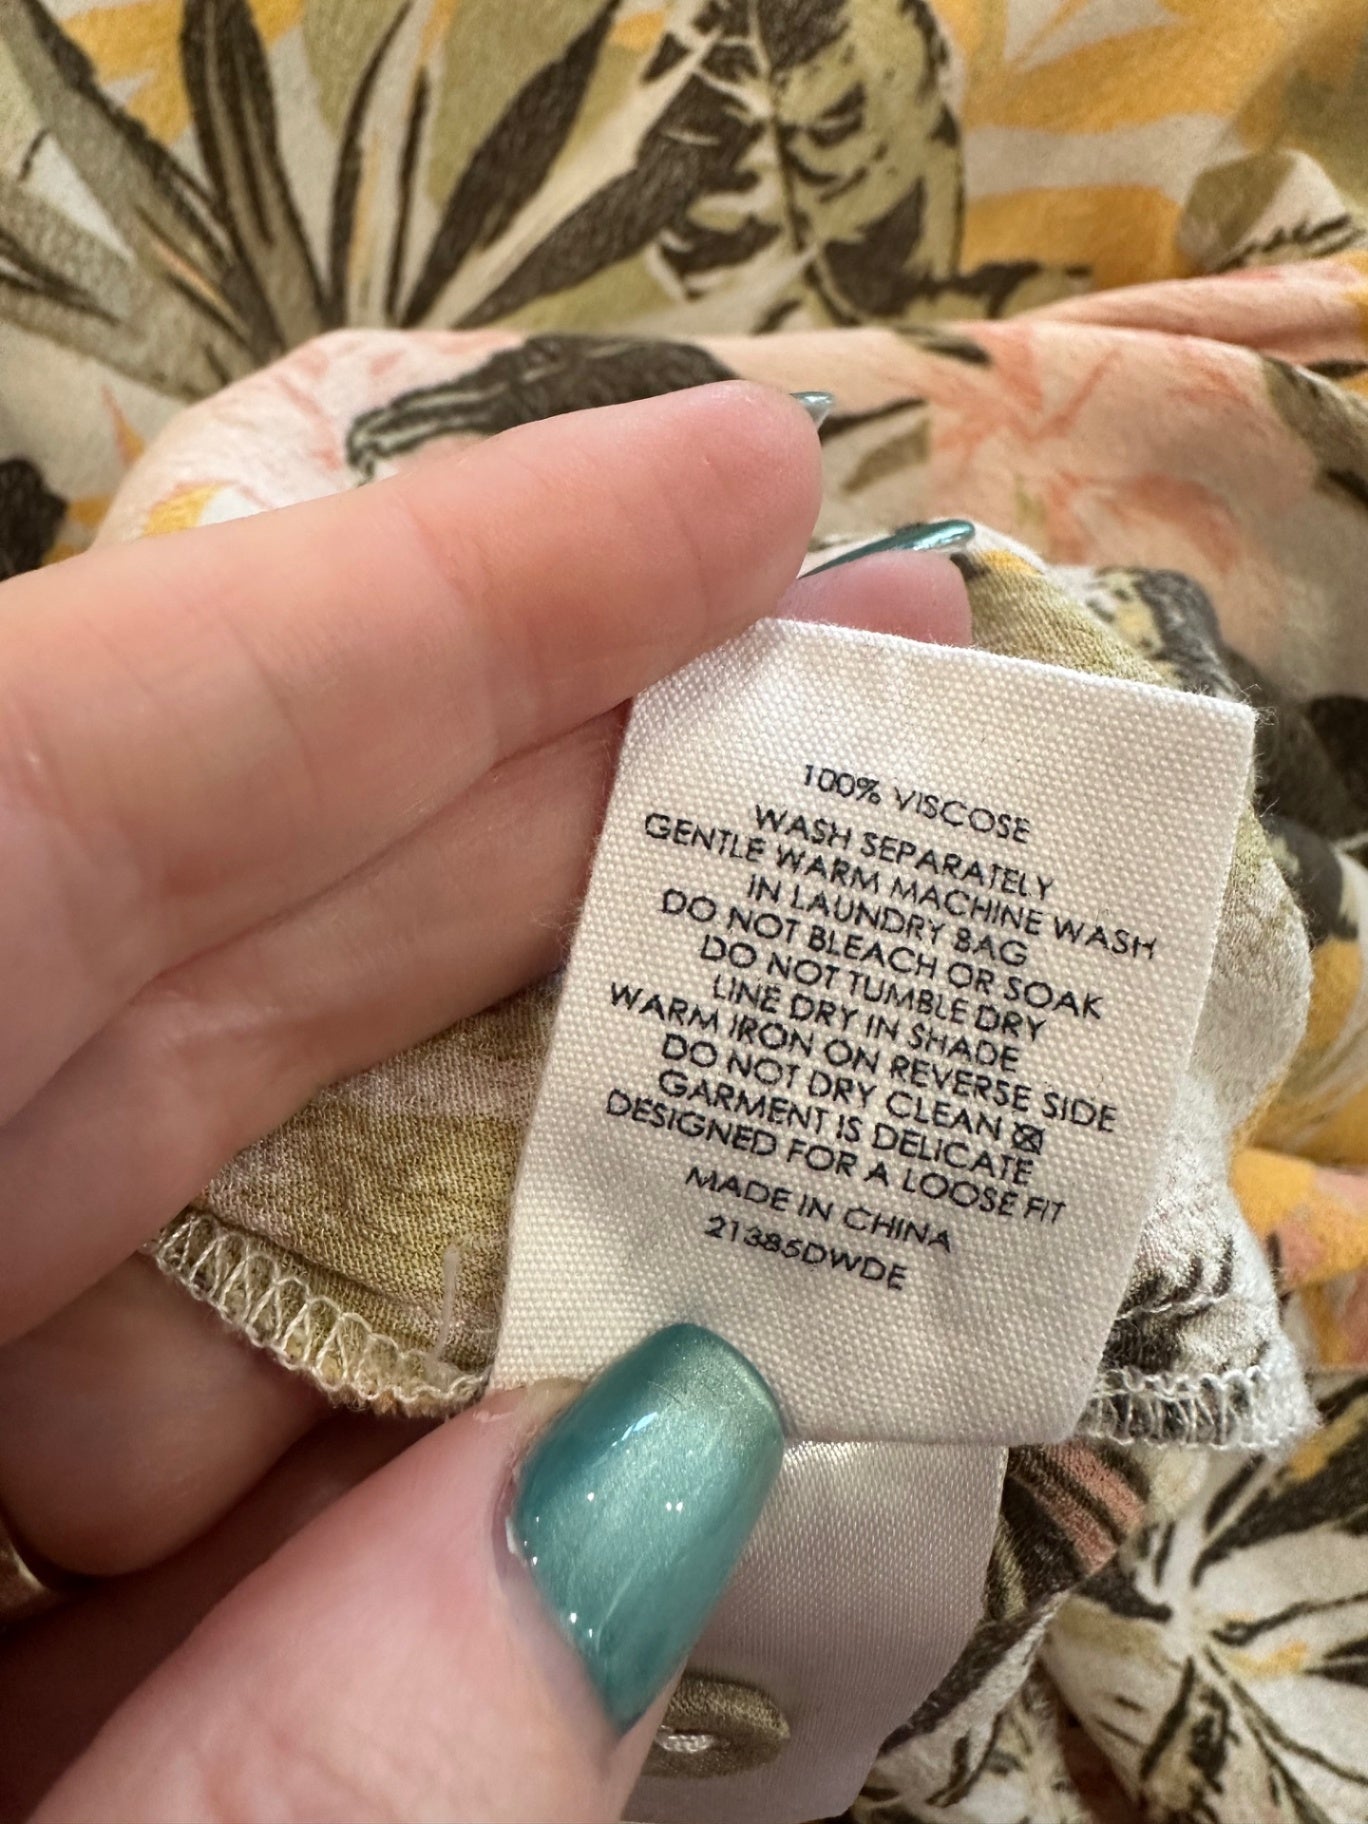 100% VISCOSE
WASH SEPARATELY
GENTLE WARM MACHINE WASH
IN LAUNDRY BAG
DO NOT BLEACH OR SOAK
DO NOT TUMBLE DRY
LINE DRY IN SHADE
WARM IRON ON REVERSE SIDE
DO NOT DRY CLEAN
GARMENT IS DELICATE
DESIGNED FOR A LOOSE FIT
MADE IN CHINA
21385DWDE